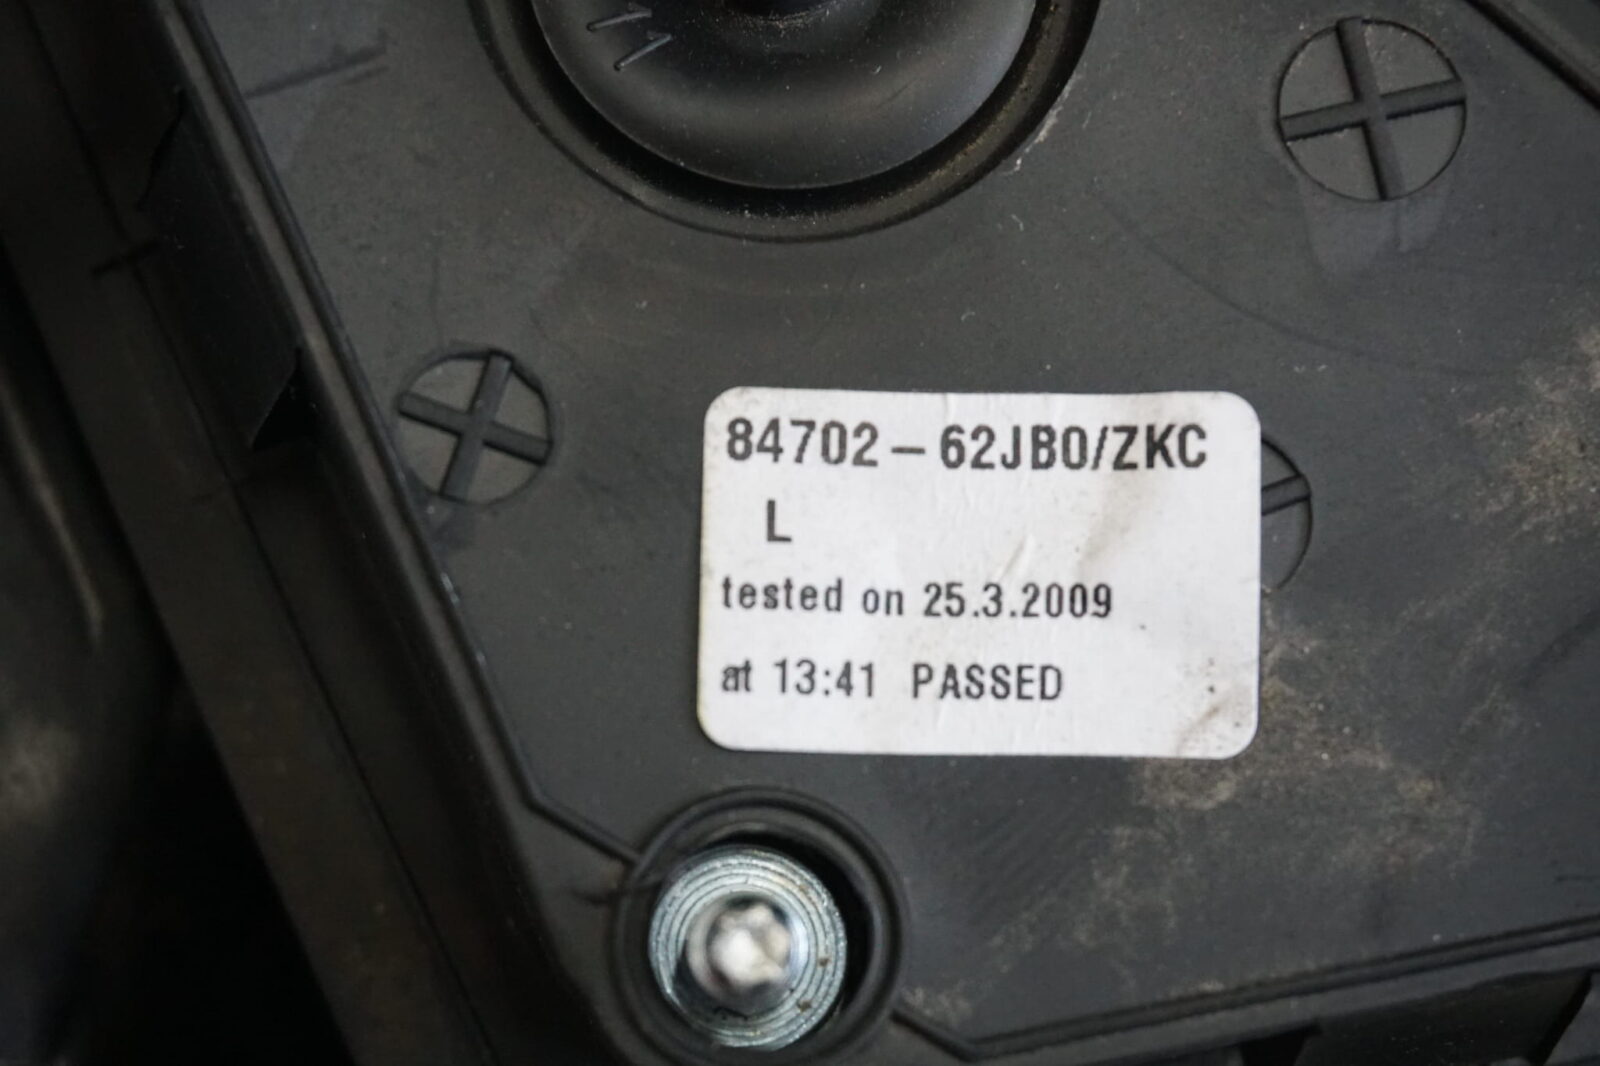 84702-62JB0/ZKC
L
tested on 25.3.2009
at 13:41 PASSED